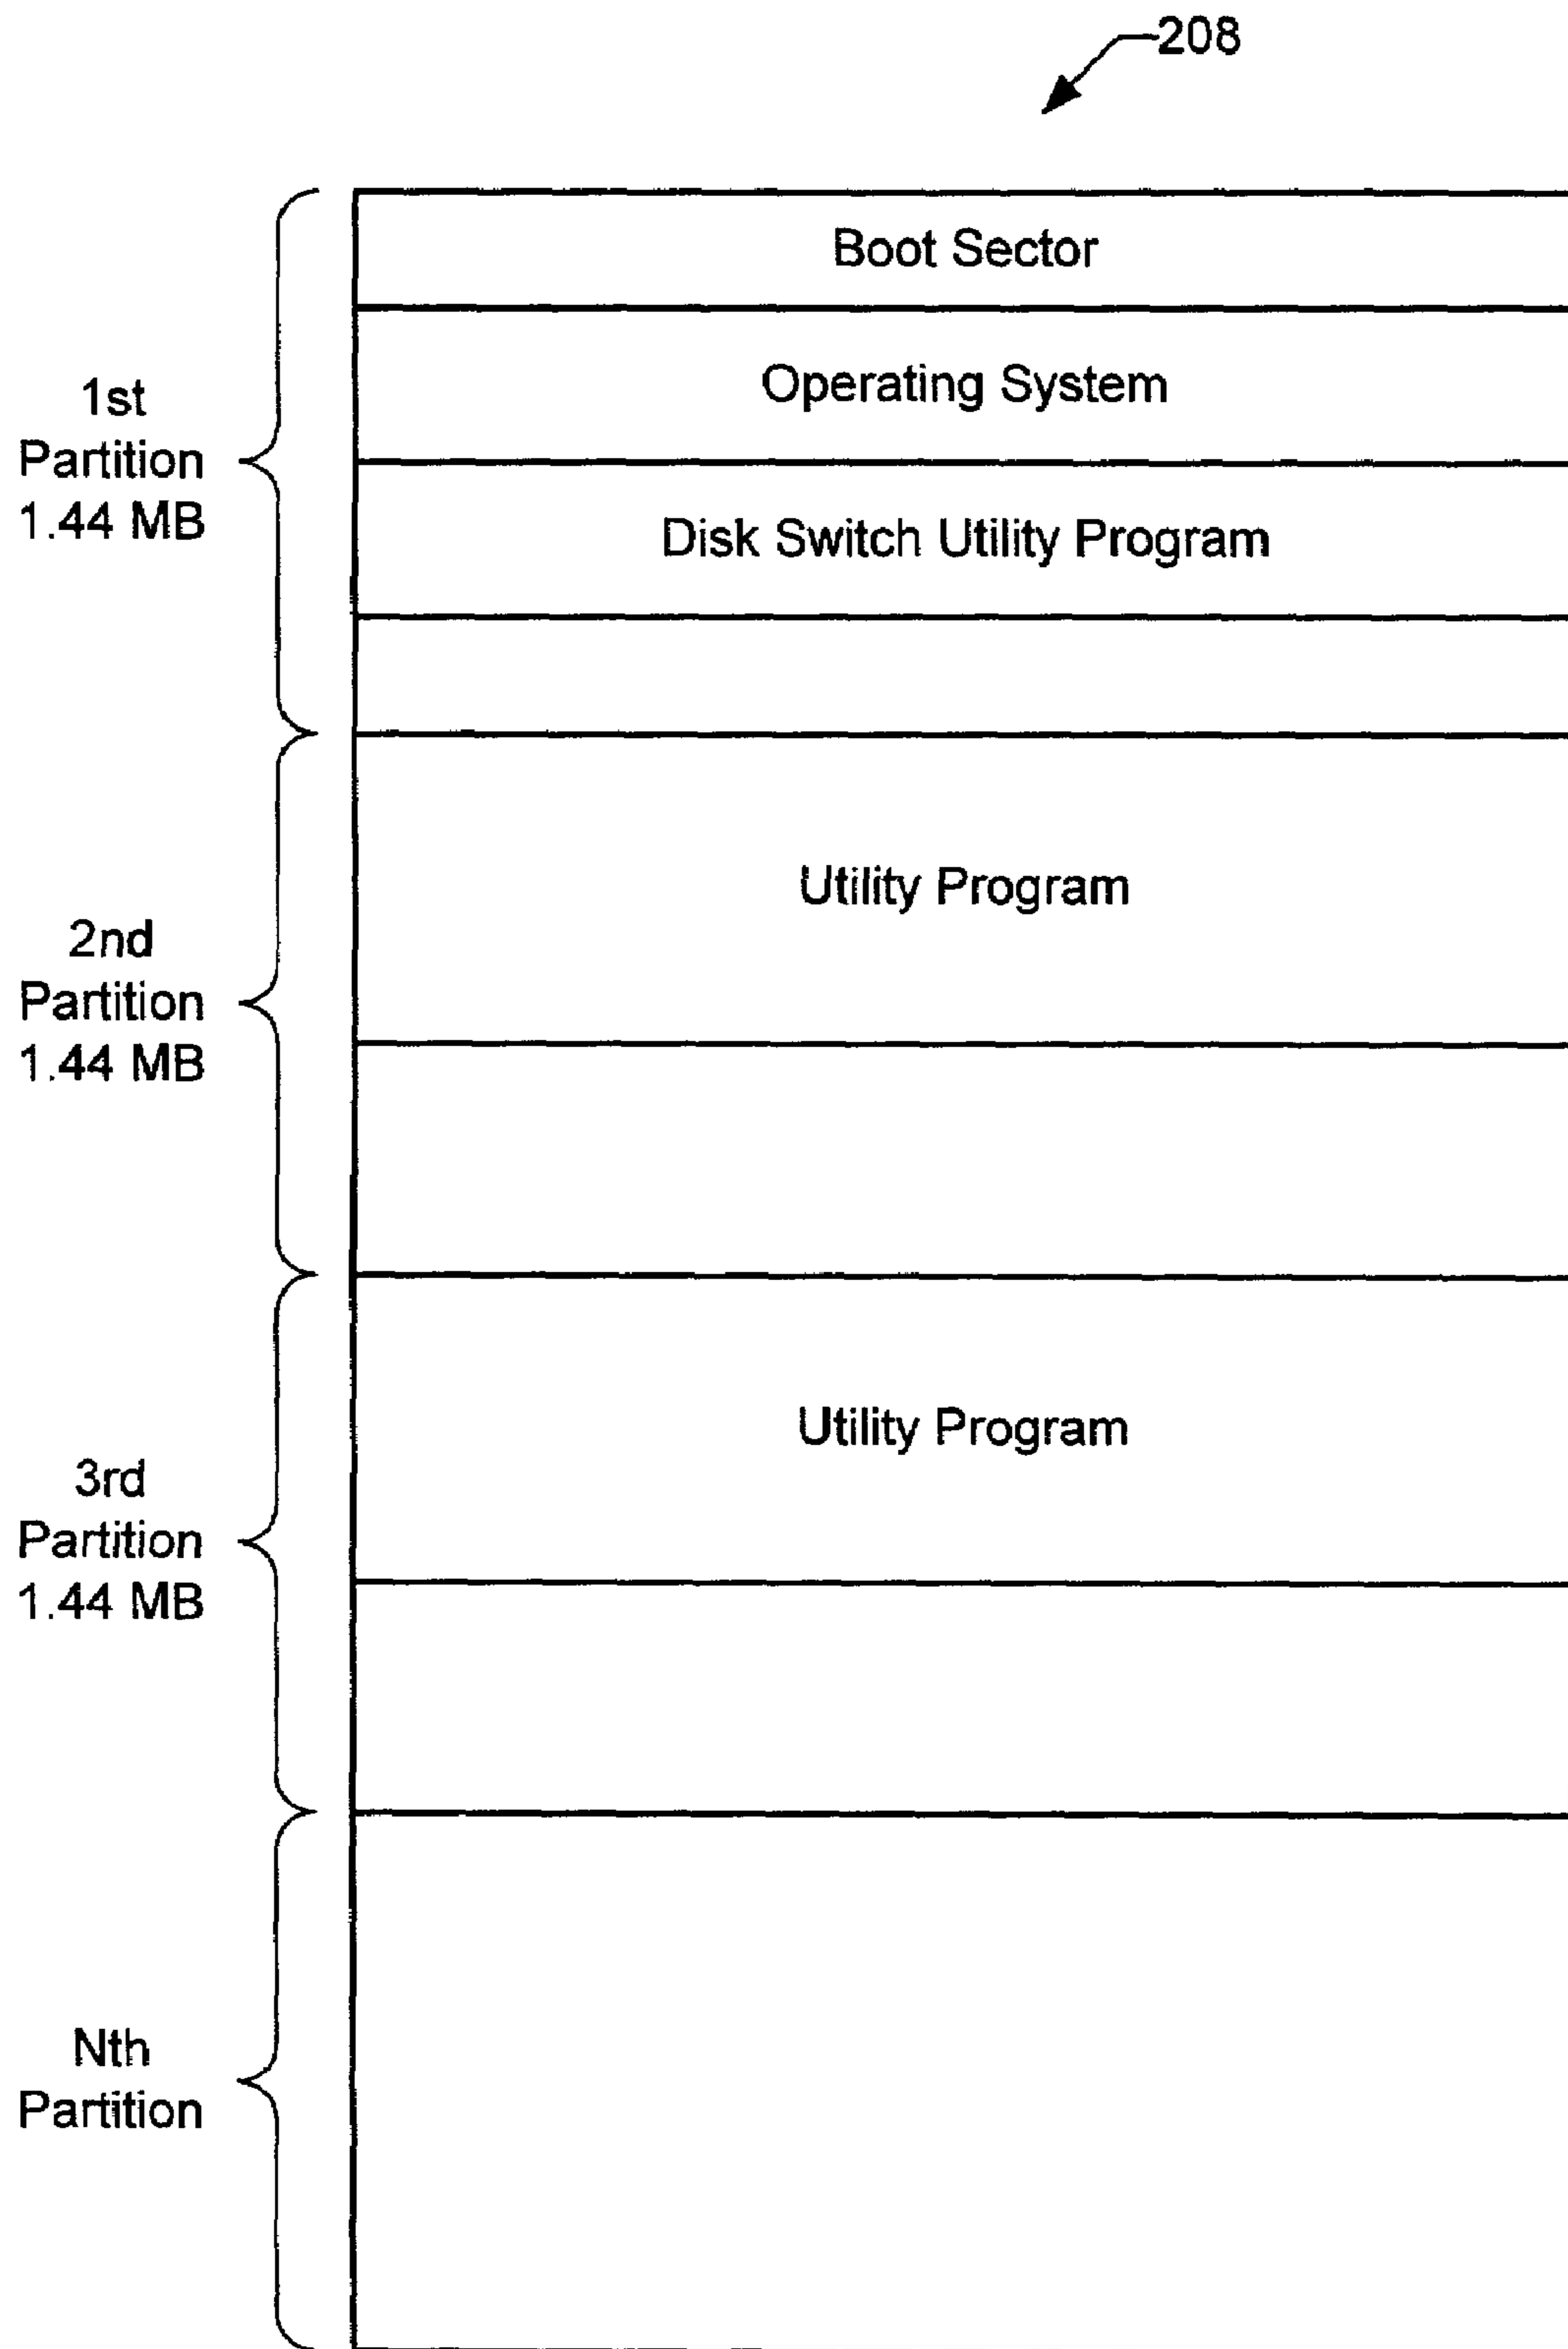 208
Boot Sector
Operating System
Disk Switch Utility Program
1st
Partition
1.44 MB
Utility Program
2nd
Partition
1.44 MB
Utility Program
3rd
Partition
1.44 MB
Nth
Partition